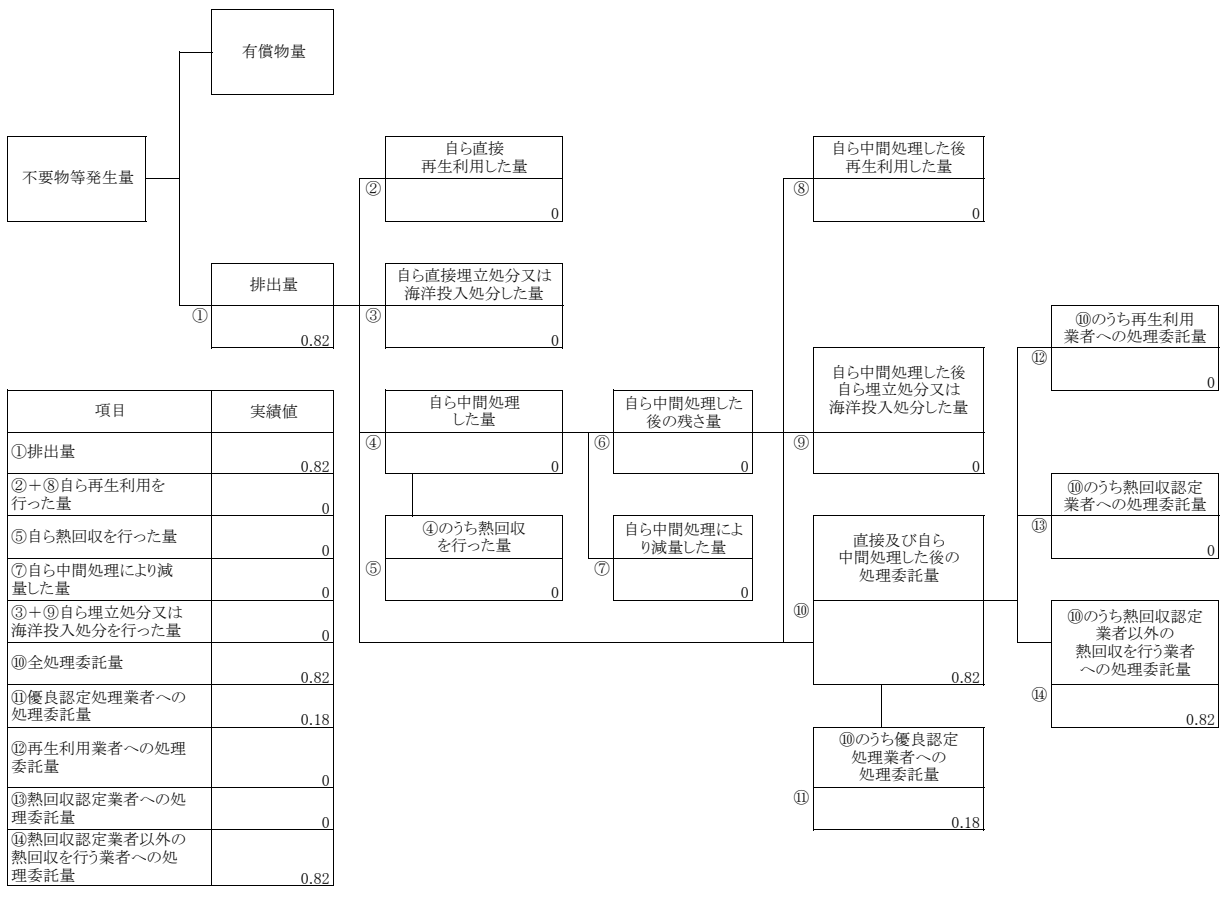 有償物量
不要物等発生量
排出量
①
0.82
自ら直接
再生利用した量
②
0
自ら直接埋立処分又は
海洋投入処分した量
③
0
自ら中間処理
した量
④
0
④のうち熱回収
を行った量
⑤
0
自ら中間処理した
後の残さ量
⑥
0
自ら中間処理によ
り減量した量
⑦
0
自ら中間処理した後
再生利用した量
⑧
0
自ら中間処理した後
自ら埋立処分又は
海洋投入処分した量
⑨
0
直接及び自ら
中間処理した後の
処理委託量
⑩
0.82
⑩のうち優良認定
処理業者への
処理委託量
⑪
0.18
⑩のうち再生利用
業者への処理委託量
⑫
0
⑩のうち熱回収認定
業者への処理委託量
⑬
0
⑩のうち熱回収認定
業者以外の
熱回収を行う業者
への処理委託量
⑭
0.82
項目 実績値
①排出量
0.82
②＋⑧自ら再生利用を
行った量
0
⑤自ら熱回収を行った量
0
⑦自ら中間処理により減
量した量
0
③＋⑨自ら埋立処分又は
海洋投入処分を行った量
0
⑩全処理委託量
0.82
⑪優良認定処理業者への
処理委託量
0.18
⑫再生利用業者への処理
委託量
0
⑬熱回収認定業者への処
理委託量
0
⑭熱回収認定業者以外の
熱回収を行う業者への処
理委託量
0.82